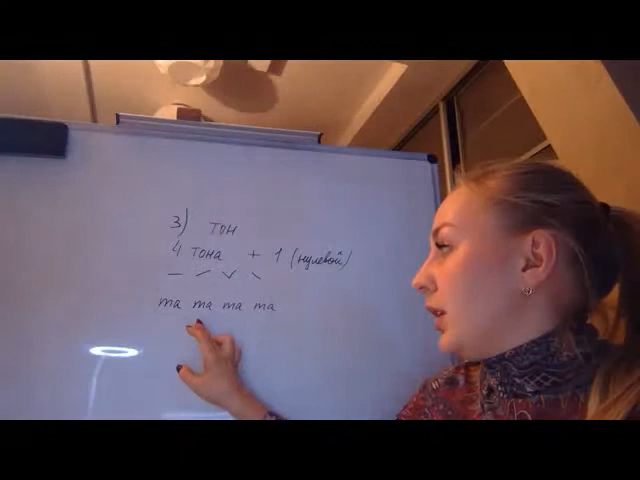 3) тон
4 тона + 1 (нулевой)
— ⁄ ∨ \
ma ma ma ma